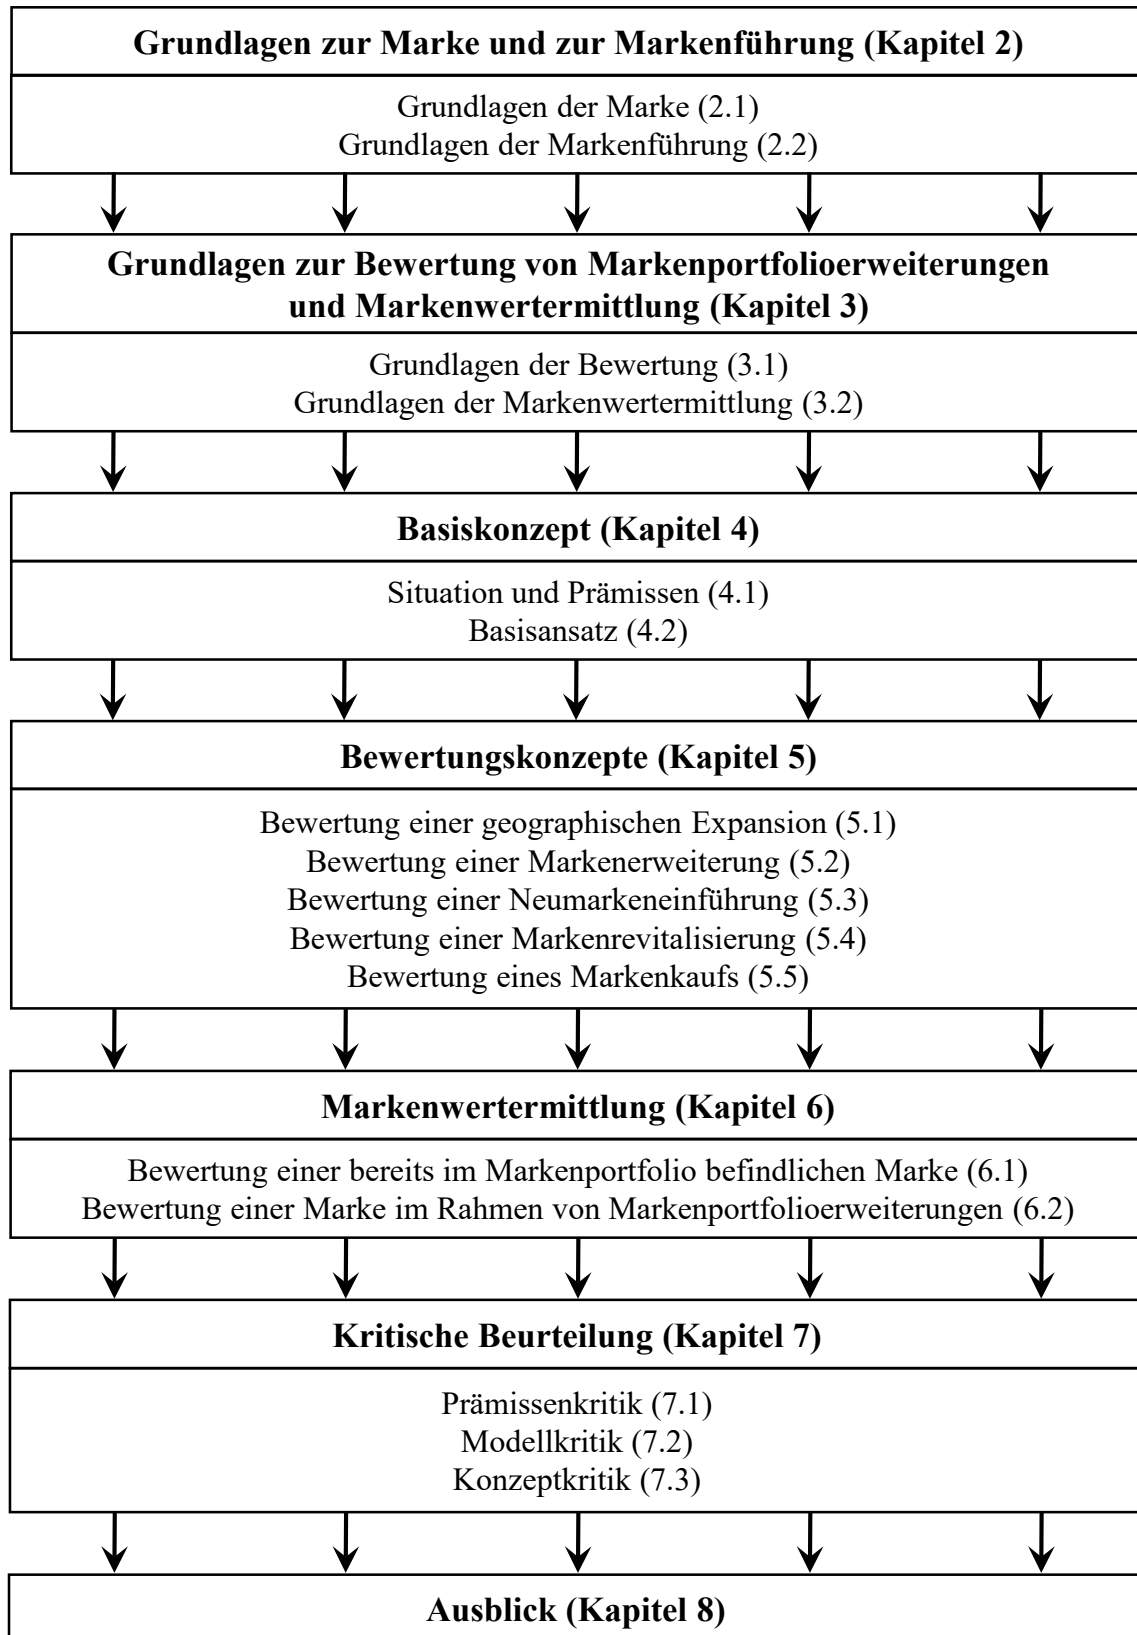 Grundlagen zur Marke und zur Markenführung (Kapitel 2)
Grundlagen der Marke (2.1)
Grundlagen der Markenführung (2.2)
Grundlagen zur Bewertung von Markenportfolioerweiterungen
und Markenwertermittlung (Kapitel 3)
Grundlagen der Bewertung (3.1)
Grundlagen der Markenwertermittlung (3.2)
Basiskonzept (Kapitel 4)
Situation und Prämissen (4.1)
Basisansatz (4.2)
Bewertungskonzepte (Kapitel 5)
Bewertung einer geographischen Expansion (5.1)
Bewertung einer Markenerweiterung (5.2)
Bewertung einer Neumarkeneinführung (5.3)
Bewertung einer Markenrevitalisierung (5.4)
Bewertung eines Markenkaufs (5.5)
Markenwertermittlung (Kapitel 6)
Bewertung einer bereits im Markenportfolio befindlichen Marke (6.1)
Bewertung einer Marke im Rahmen von Markenportfolioerweiterungen (6.2)
Kritische Beurteilung (Kapitel 7)
Prämissenkritik (7.1)
Modellkritik (7.2)
Konzeptkritik (7.3)
Ausblick (Kapitel 8)